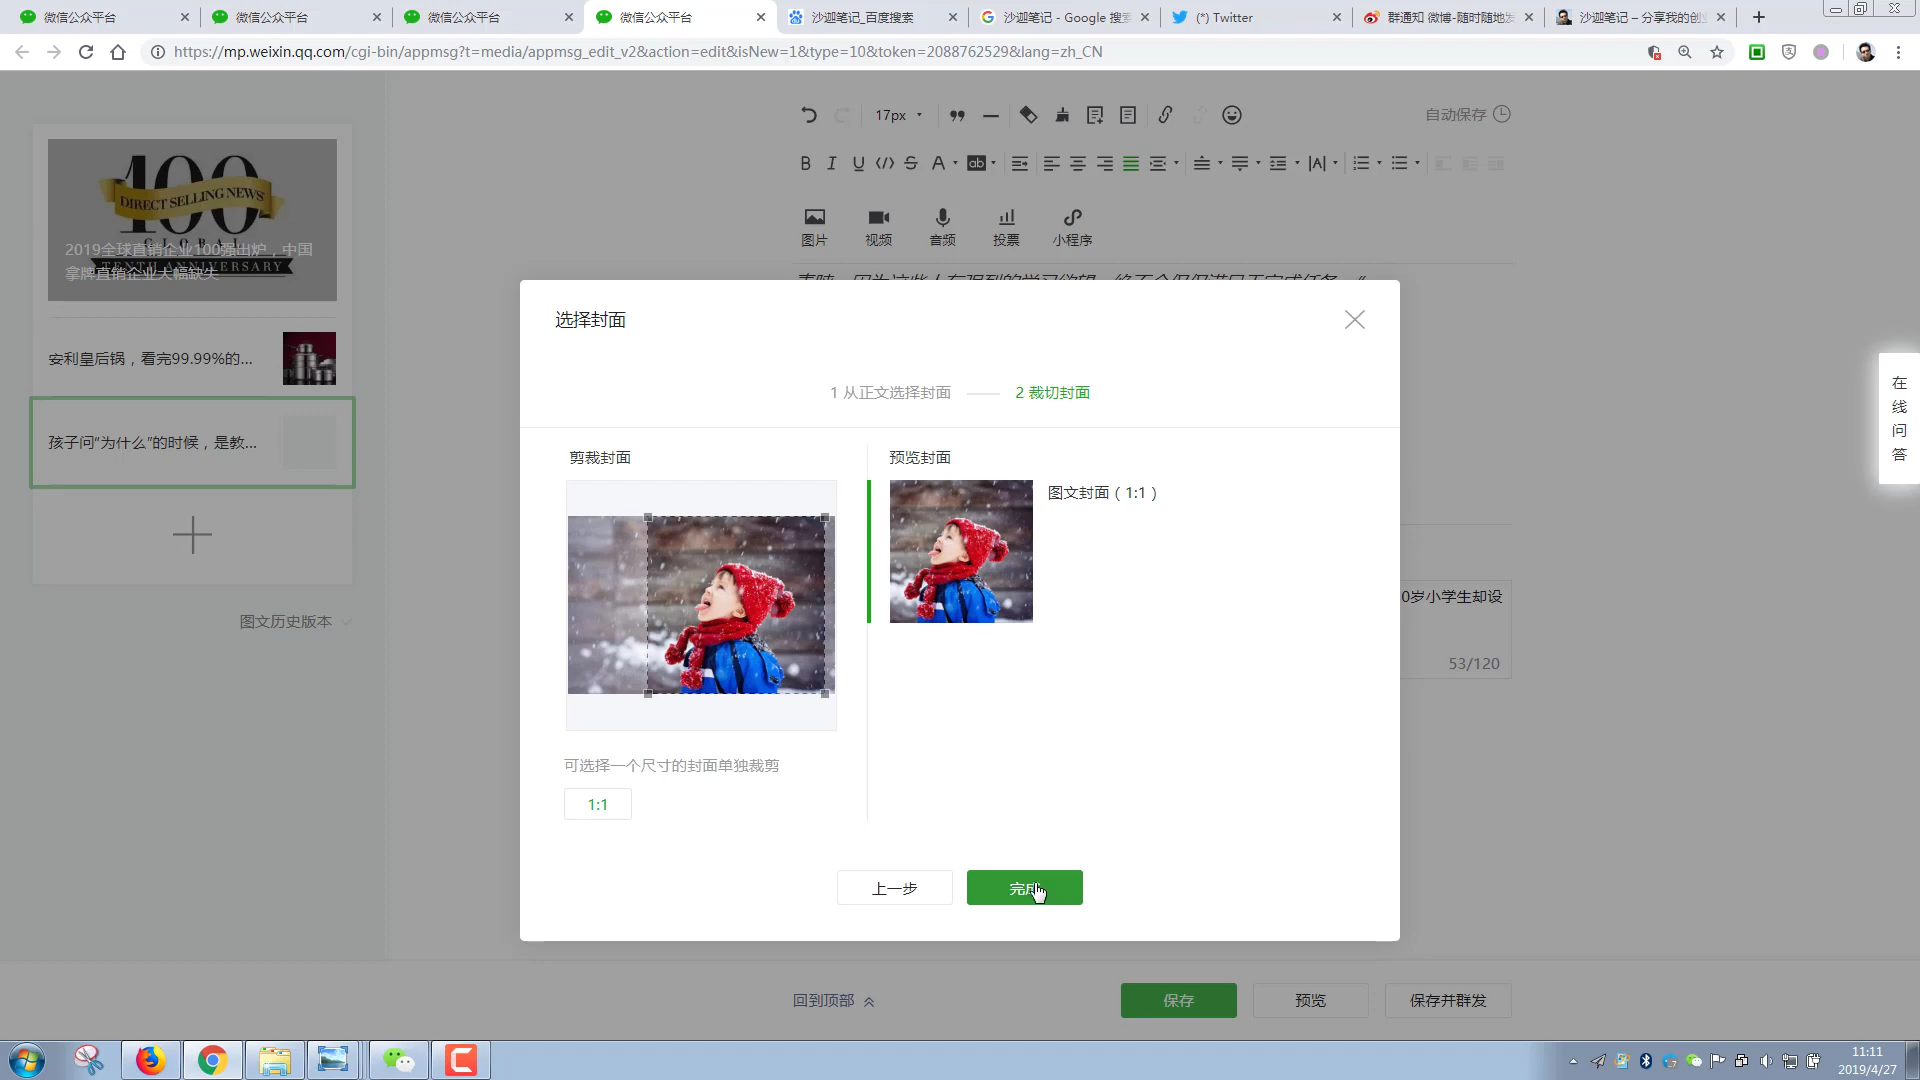 微信公众平台
微信公众平台
微信公众平台
微信公众平台
沙迦笔记_百度搜索
沙迦笔记 - Google 搜索
(*) Twitter
群通知 微博-随时随地发
沙迦笔记 – 分享我的创业
https://mp.weixin.qq.com/cgi-bin/appmsg?t=media/appmsg_edit_v2&action=edit&isNew=1&type=10&token=2088762529&lang=zh_CN
17px
自动保存
图片
视频
音频
投票
小程序
100
DIRECT SELLING NEWS
GLOBAL
TENTH ANNIVERSARY
2019全球直销企业100强出炉，中国
拿牌直销企业大幅缺失
安利皇后锅，看完99.99%的...
孩子问“为什么”的时候，是教...
图文历史版本
选择封面
1 从正文选择封面
2 裁切封面
剪裁封面
预览封面
图文封面（1:1）
可选择一个尺寸的封面单独裁剪
1:1
上一步
完成
0岁小学生却设
53/120
在线问答
回到顶部
保存
预览
保存并群发
11:11
2019/4/27